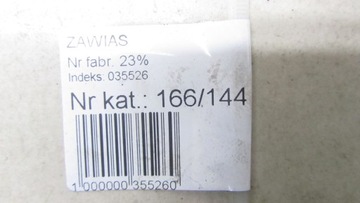 ZAWIAS
Nr fabr. 23%
Indeks: 035526
Nr kat.: 166/144
1 000000 355260